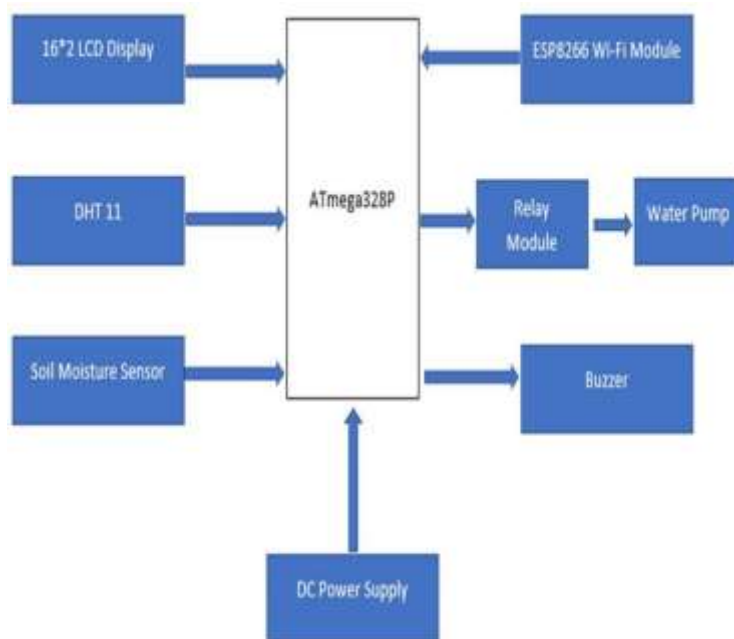 16*2 LCD Display
ESP8266 Wi-Fi Module
DHT 11
ATmega328P
Relay
Module
Water Pump
Soil Moisture Sensor
Buzzer
DC Power Supply